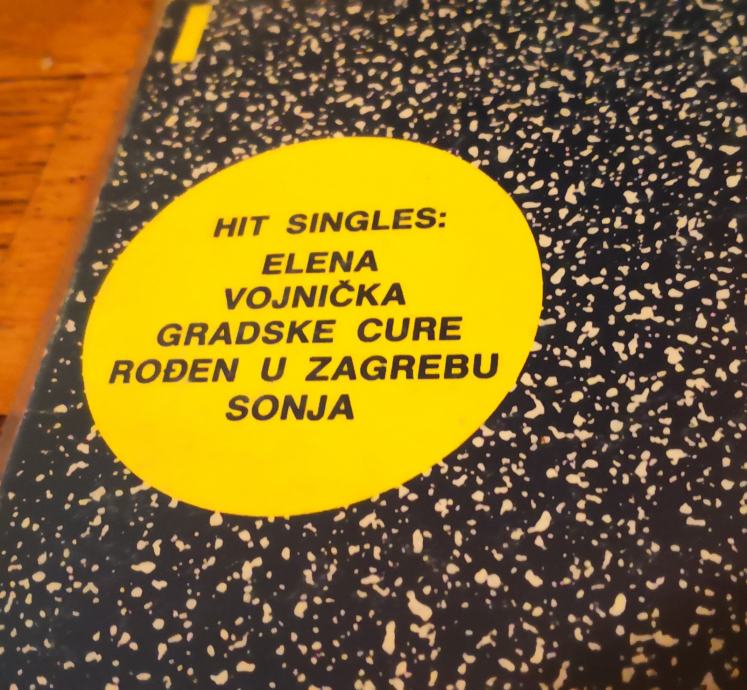 HIT SINGLES:
ELENA
VOJNIČKA
GRADSKE CURE
ROĐEN U ZAGREBU
SONJA